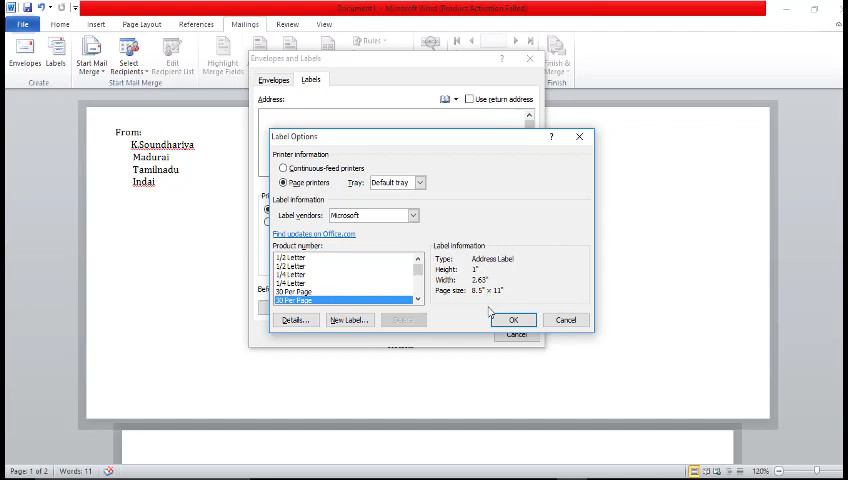 Document1 - Microsoft Word (Product Activation Failed)
File Home Insert Page Layout References Mailings Review View
Envelopes Labels Start Mail Merge Select Recipients Edit Recipient List Highlight Merge Fields Rules Finish & Merge
Create Start Mail Merge Finish
Envelopes and Labels
Envelopes Labels
Address: Use return address
From:
K.Soundhariya
Madurai
Tamilnadu
Indai
Label Options
Printer information
Continuous-feed printers
Page printers Tray: Default tray
Label information
Label vendors: Microsoft
Find updates on Office.com
Product number: Label information
1/2 Letter
1/2 Letter
1/4 Letter
1/4 Letter
30 Per Page
30 Per Page
Type: Address Label
Height: 1"
Width: 2.63"
Page size: 8.5" × 11"
Details... New Label... Delete OK Cancel
Cancel
Page: 1 of 2 Words: 11 120%